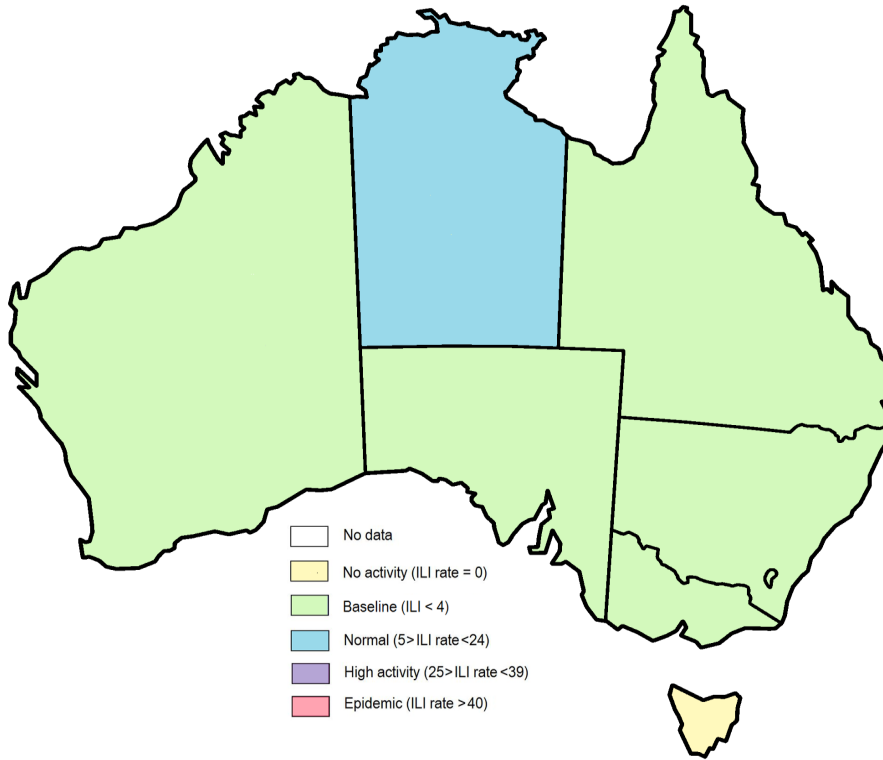 No data
No activity (ILI rate = 0)
Baseline (ILI < 4)
Normal (5> ILI rate<24)
High activity (25> ILI rate <39)
Epidemic (ILI rate >40)